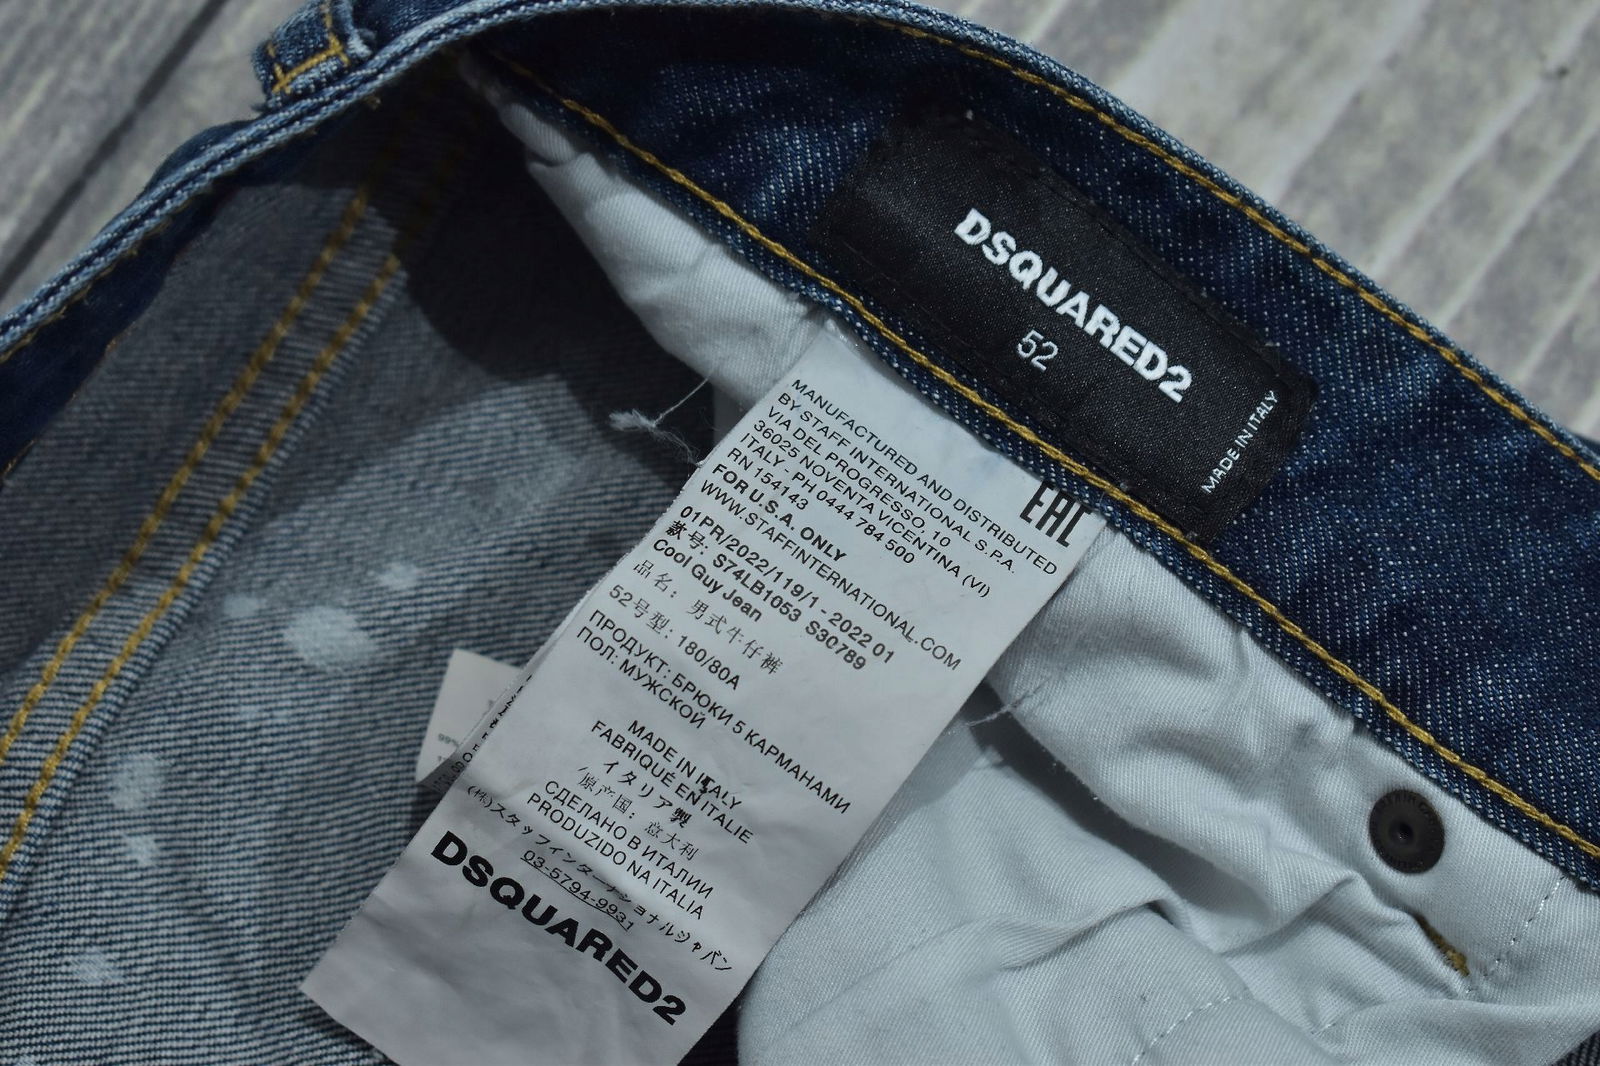 DSQUARED2
52
MADE IN ITALY
MANUFACTURED AND DISTRIBUTED
BY STAFF INTERNATIONAL S.P.A.
VIA DEL PROGRESSO, 10
36025 NOVENTA VICENTINA (VI)
ITALY - PH 0444 784 500
RN 154143
FOR U.S.A. ONLY
WWW.STAFFINTERNATIONAL.COM
EAC
01PR/2022/119/1 - 2022 01
款号: S74LB1053 S30789
Cool Guy Jean
品名: 男式牛仔裤
52号型: 180/80A
ПРОДУКТ: БРЮКИ 5 КАРМАНАМИ
ПОЛ: МУЖСКОЙ
MADE IN ITALY
FABRIQUÉ EN ITALIE
イタリア製
原产国: 意大利
СДЕЛАНО В ИТАЛИИ
PRODUZIDO NA ITALIA
(株)スタッフインターナショナルジャパン
03-5794-9931
DSQUARED2
99%